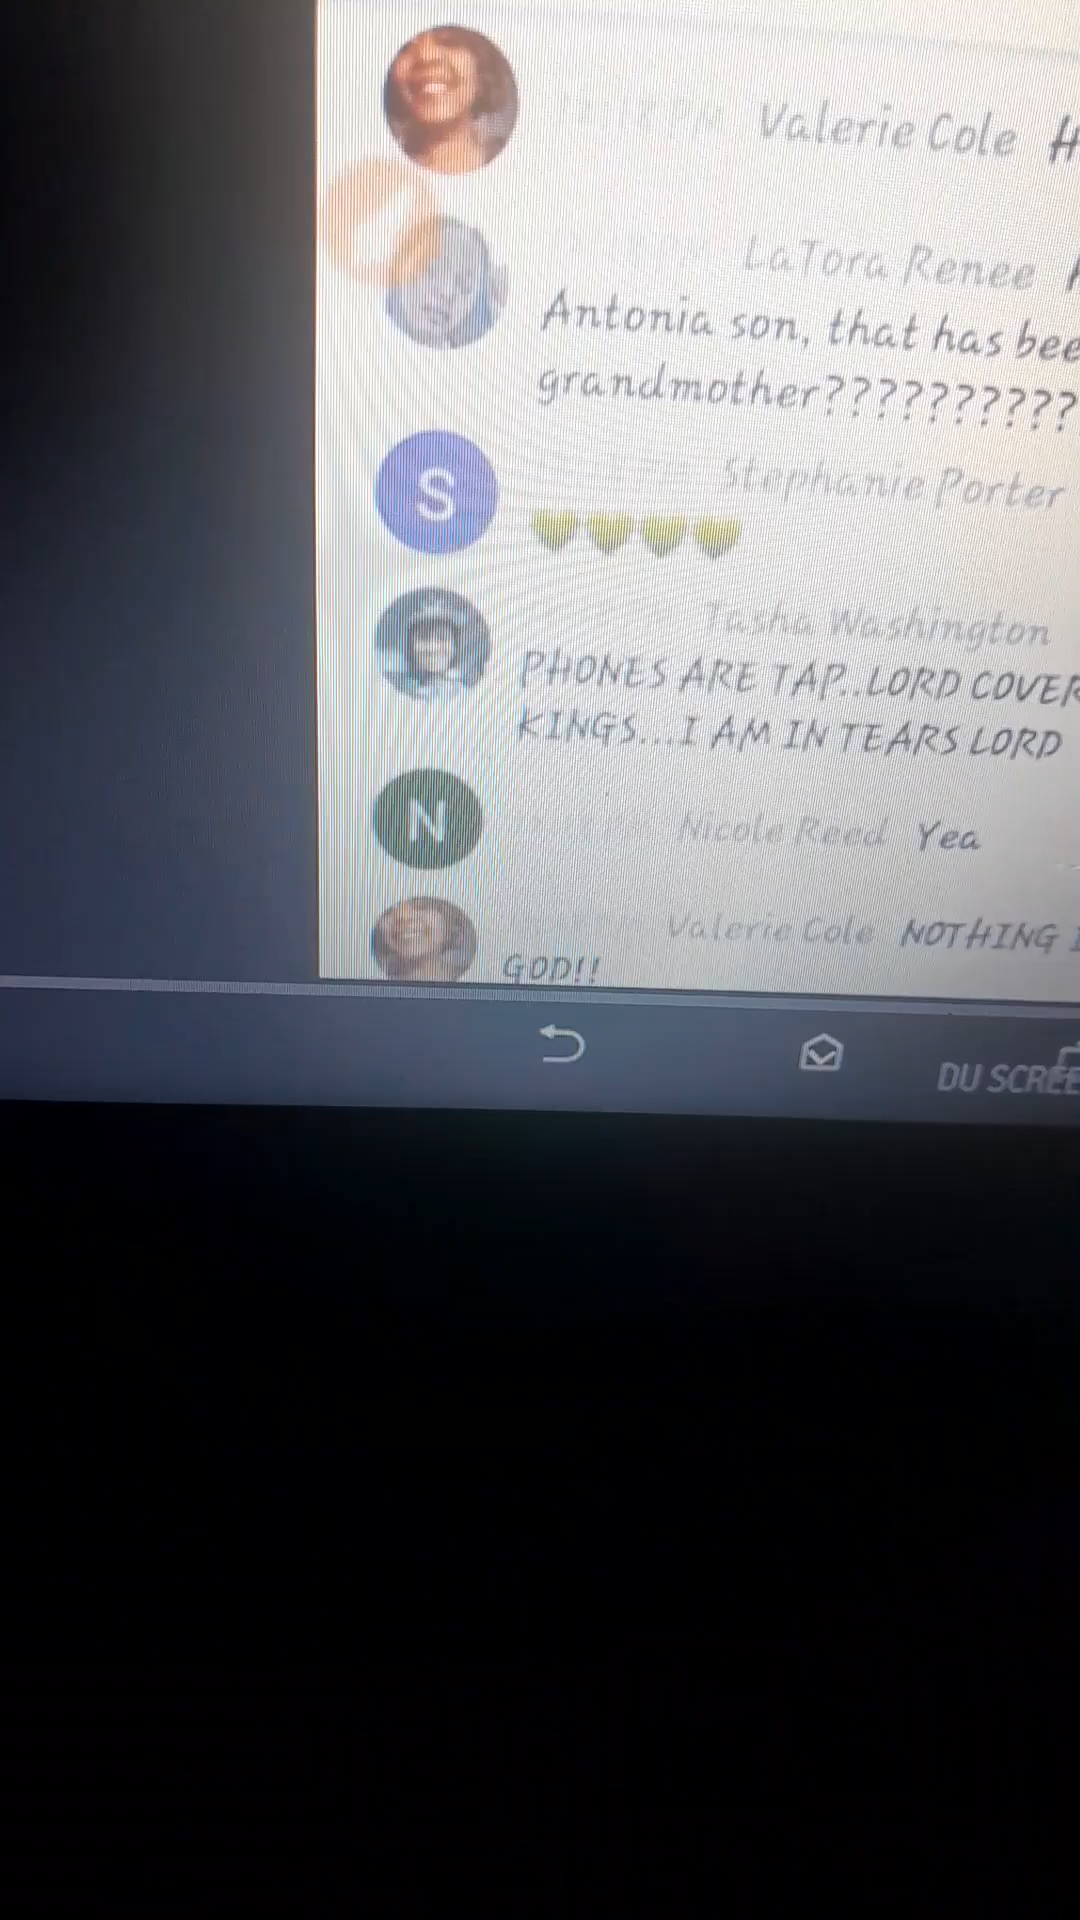 Valerie Cole H
LaTora Renee
Antonia son, that has bee
grandmother??????????
S
Stephanie Porter
Tasha Washington
PHONES ARE TAP..LORD COVER
KINGS...I AM IN TEARS LORD
N
Nicole Reed Yea
Valerie Cole NOTHING
GOD!!
DU SCREE